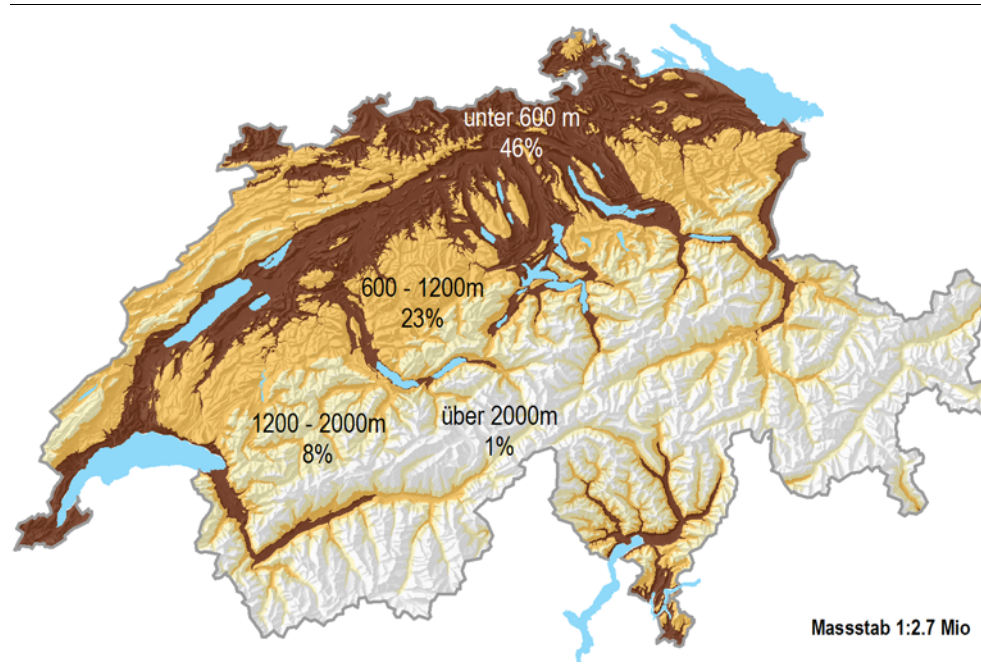 unter 600 m
46%
600 - 1200m
23%
1200 - 2000m
8%
über 2000m
1%
Massstab 1:2.7 Mio